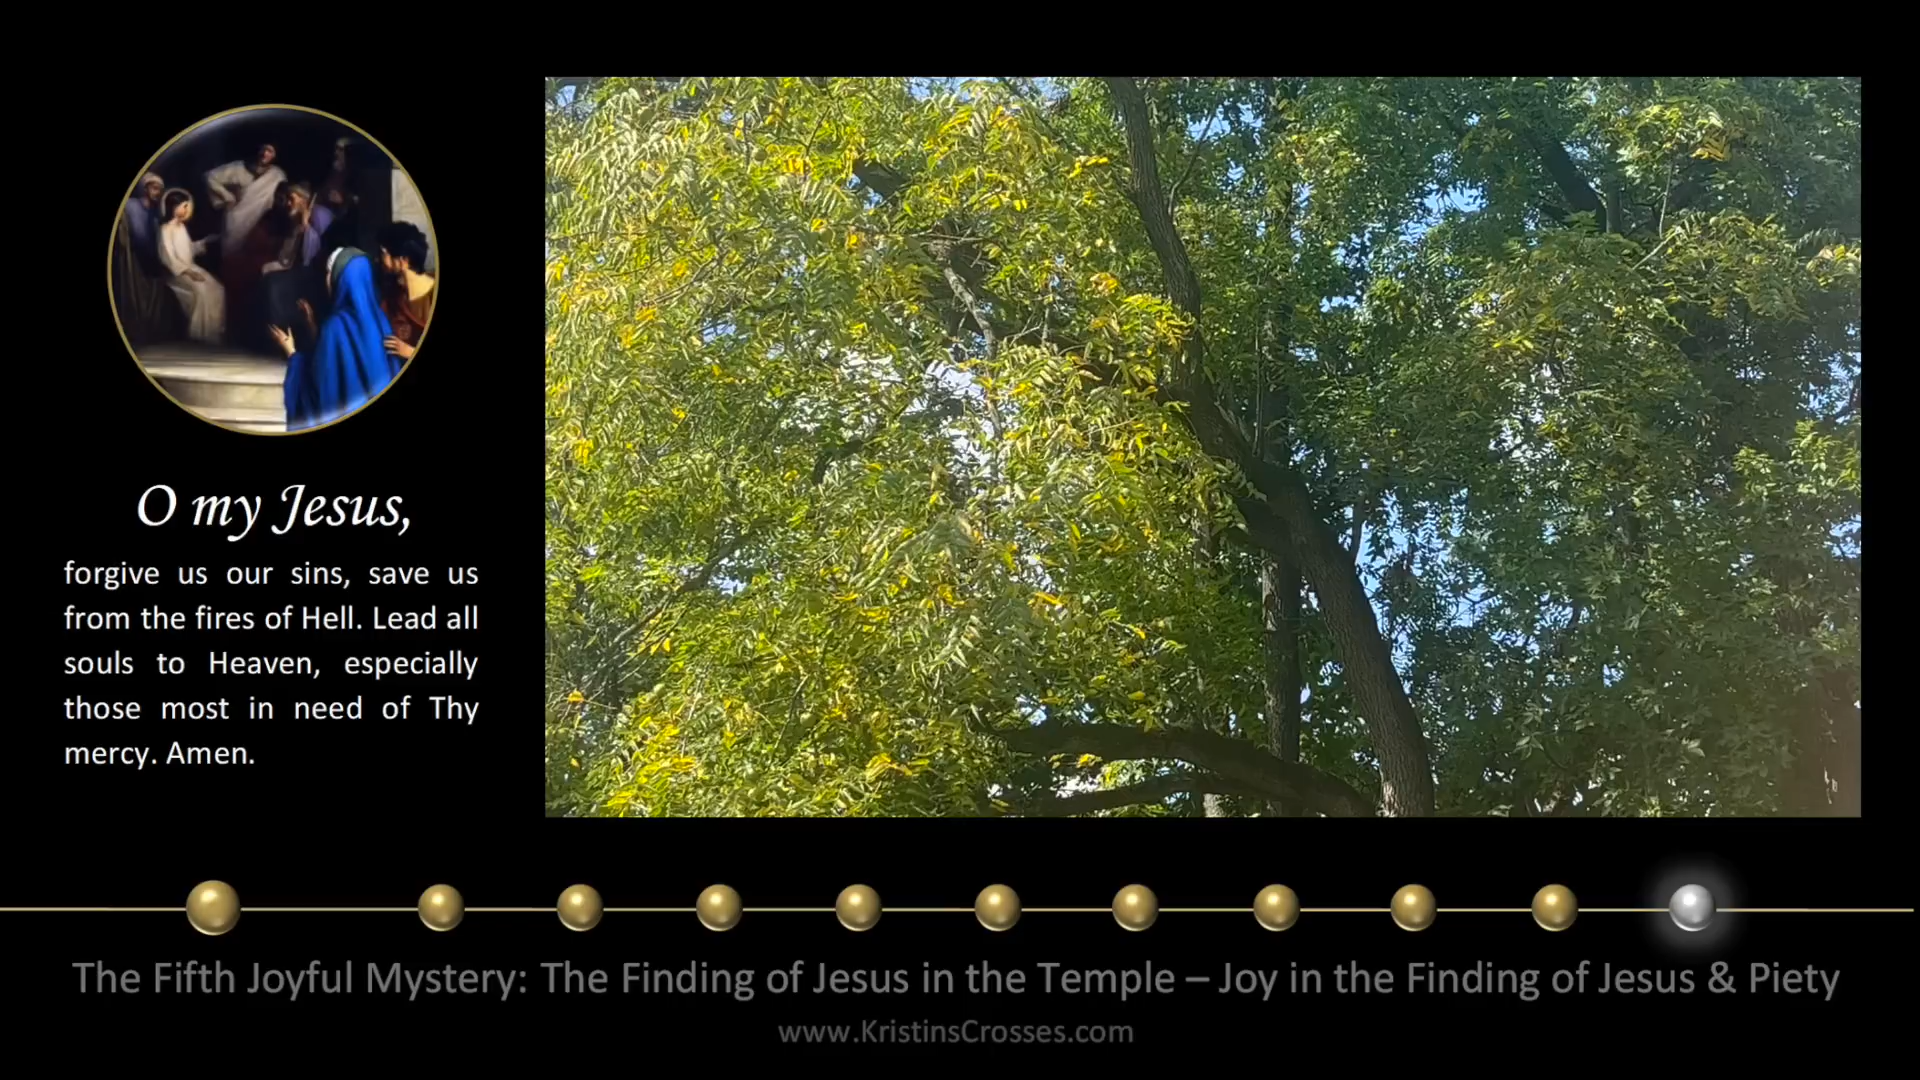 O my Jesus,
forgive us our sins, save us
from the fires of Hell. Lead all
souls to Heaven, especially
those most in need of Thy
mercy. Amen.
The Fifth Joyful Mystery: The Finding of Jesus in the Temple – Joy in the Finding of Jesus & Piety
www.KristinsCrosses.com